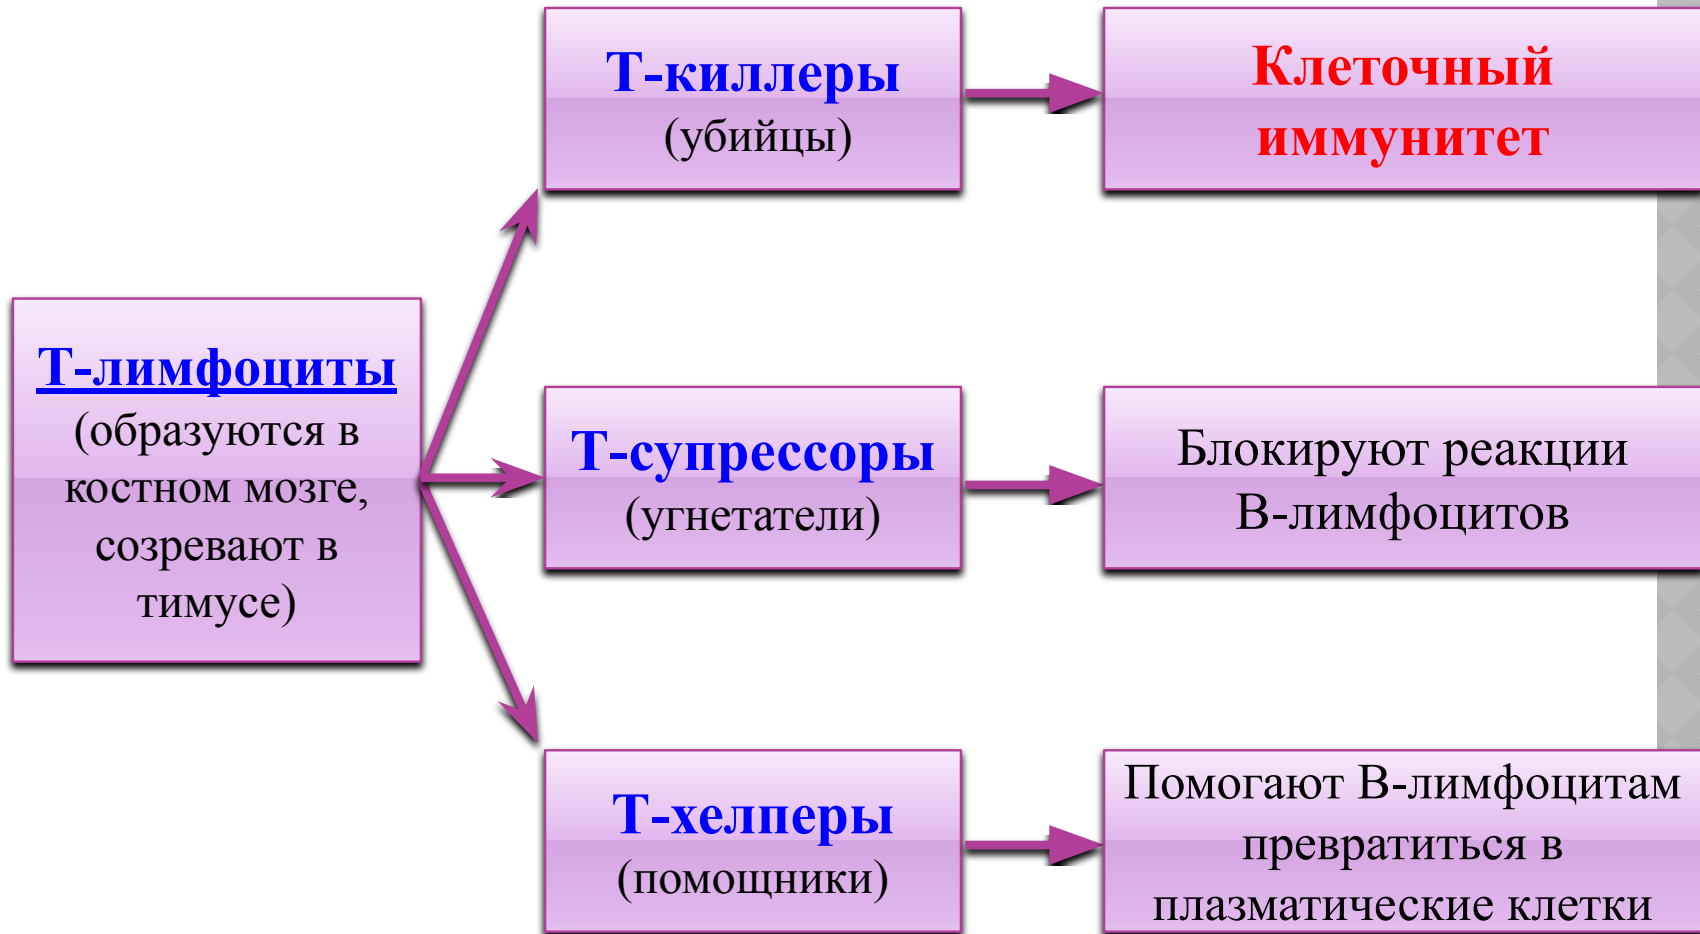 Т-киллеры
(убийцы)
Клеточный
иммунитет
Т-лимфоциты
(образуются в
костном мозге,
созревают в
тимусе)
Т-супрессоры
(угнетатели)
Блокируют реакции
В-лимфоцитов
Т-хелперы
(помощники)
Помогают В-лимфоцитам
превратиться в
плазматические клетки